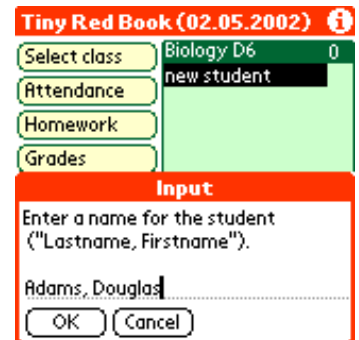 Tiny Red Book (02.05.2002) i
Select class
Biology D6 0
Attendance
new student
Homework
Grades
Input
Enter a name for the student
("Lastname, Firstname").
Adams, Douglas
OK Cancel